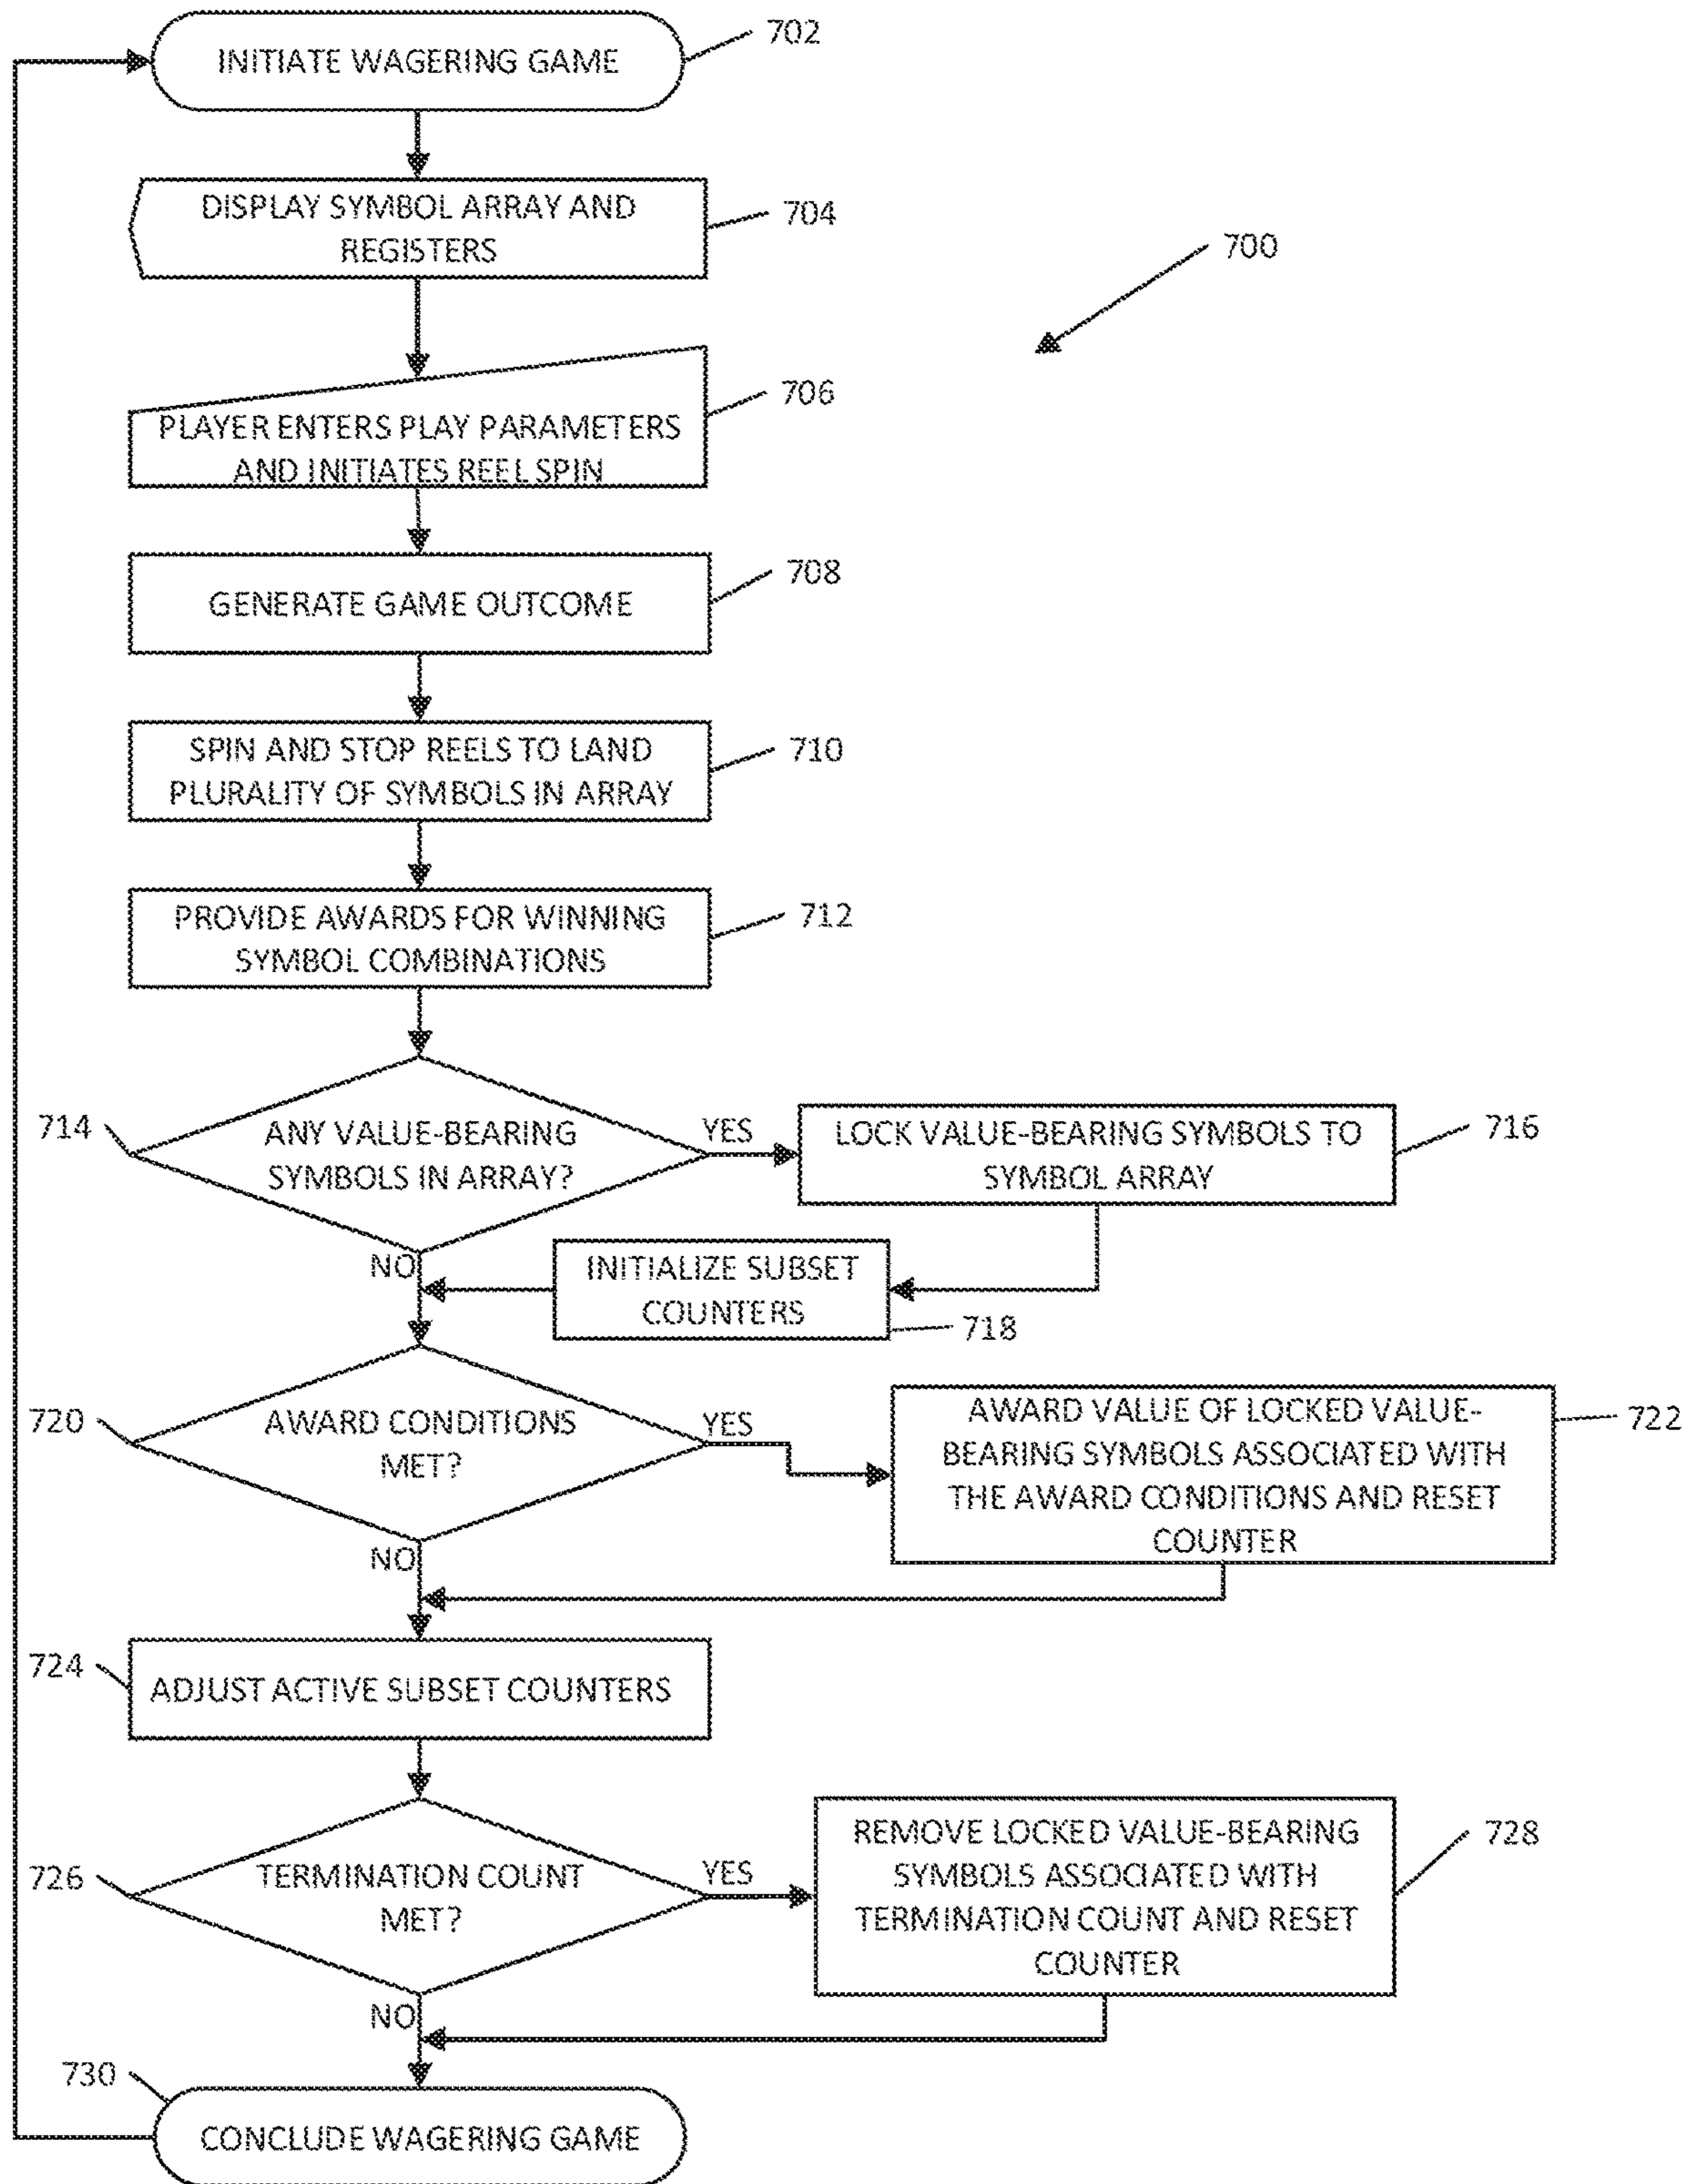 INITIATE WAGERING GAME
702
DISPLAY SYMBOL ARRAY AND
REGISTERS
704
700
PLAYER ENTERS PLAY PARAMETERS
AND INITIATES REEL SPIN
706
GENERATE GAME OUTCOME
708
SPIN AND STOP REELS TO LAND
PLURALITY OF SYMBOLS IN ARRAY
710
PROVIDE AWARDS FOR WINNING
SYMBOL COMBINATIONS
712
714
ANY VALUE-BEARING
SYMBOLS IN ARRAY?
YES
LOCK VALUE-BEARING SYMBOLS TO
SYMBOL ARRAY
716
NO
INITIALIZE SUBSET
COUNTERS
718
720
AWARD CONDITIONS
MET?
YES
AWARD VALUE OF LOCKED VALUE-
BEARING SYMBOLS ASSOCIATED WITH
THE AWARD CONDITIONS AND RESET
COUNTER
722
NO
724
ADJUST ACTIVE SUBSET COUNTERS
726
TERMINATION COUNT
MET?
YES
REMOVE LOCKED VALUE-BEARING
SYMBOLS ASSOCIATED WITH
TERMINATION COUNT AND RESET
COUNTER
728
NO
730
CONCLUDE WAGERING GAME